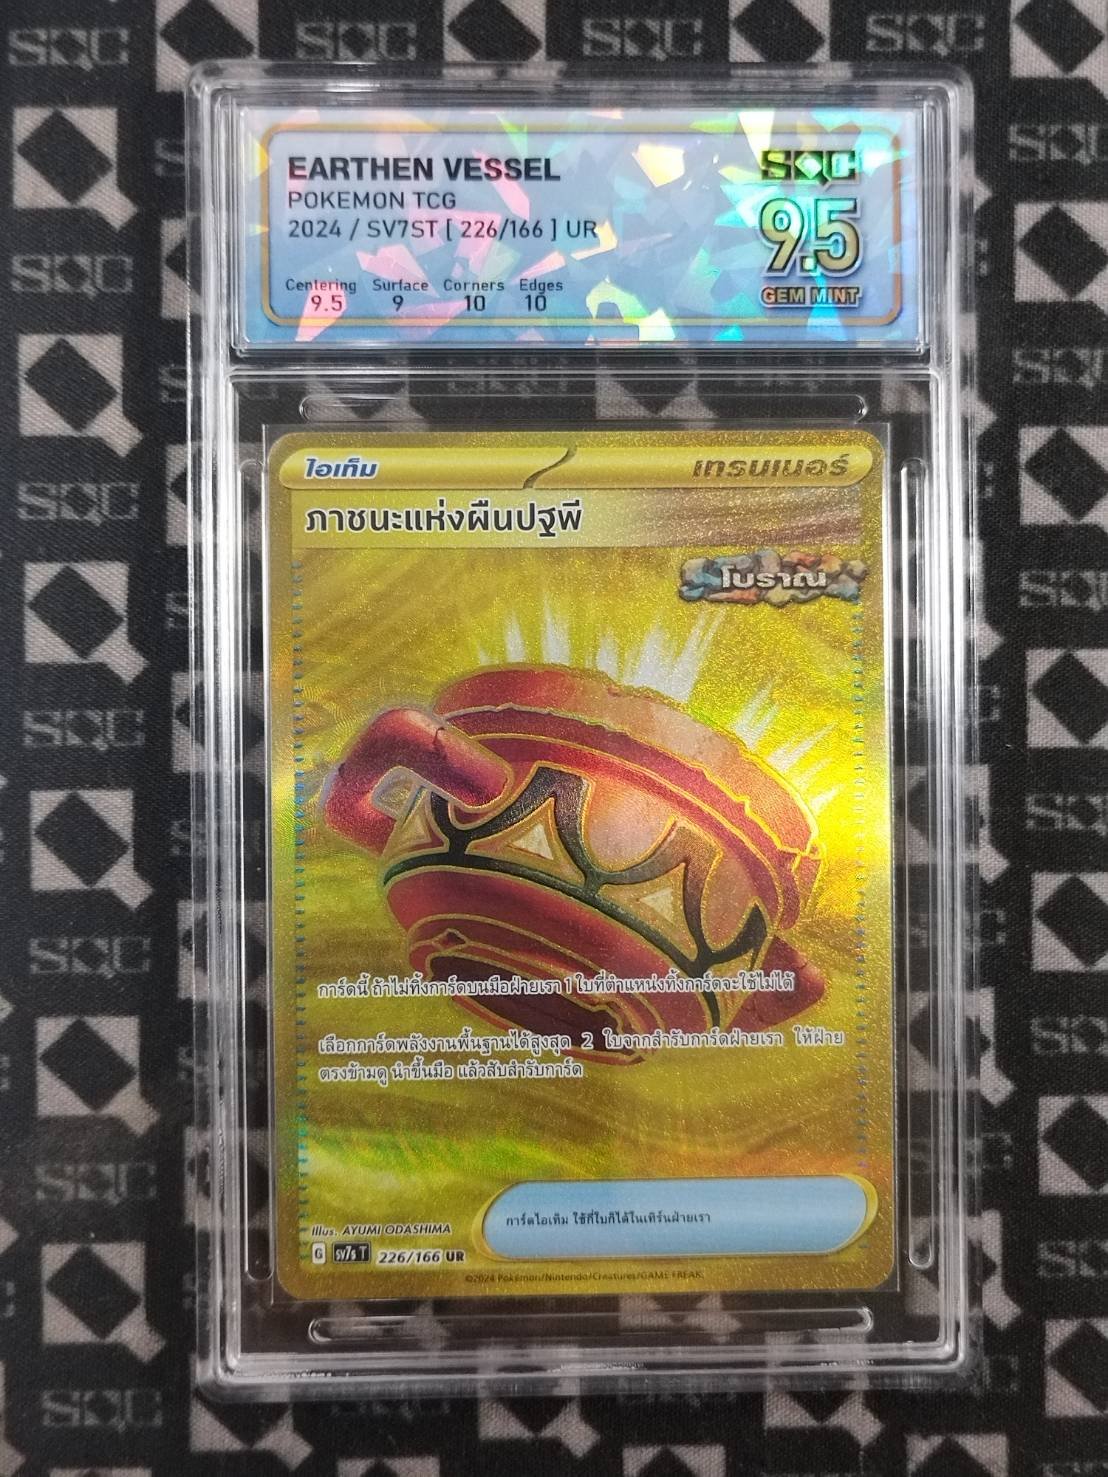 EARTHEN VESSEL
POKEMON TCG
2024 / SV7ST [ 226/166 ] UR
Centering Surface Corners Edges
9.5 9 10 10
SQC
9.5
GEM MINT
ไอเท็ม เทรนเนอร์
ภาชนะแห่งผืนปฐพี
โบราณ
การ์ดนี้ ถ้าไม่ทิ้งการ์ดบนมือฝ่ายเรา 1 ใบที่ตำแหน่งทิ้งการ์ดจะใช้ไม่ได้
เลือกการ์ดพลังงานพื้นฐานได้สูงสุด 2 ใบจากสำรับการ์ดฝ่ายเรา ให้ฝ่าย
ตรงข้ามดู นำขึ้นมือ แล้วสับสำรับการ์ด
การ์ดไอเท็ม ใช้กี่ใบก็ได้ในเทิร์นฝ่ายเรา
Illus. AYUMI ODASHIMA
G sv7s T 226/166 UR
©2024 Pokémon/Nintendo/Creatures/GAME FREAK.